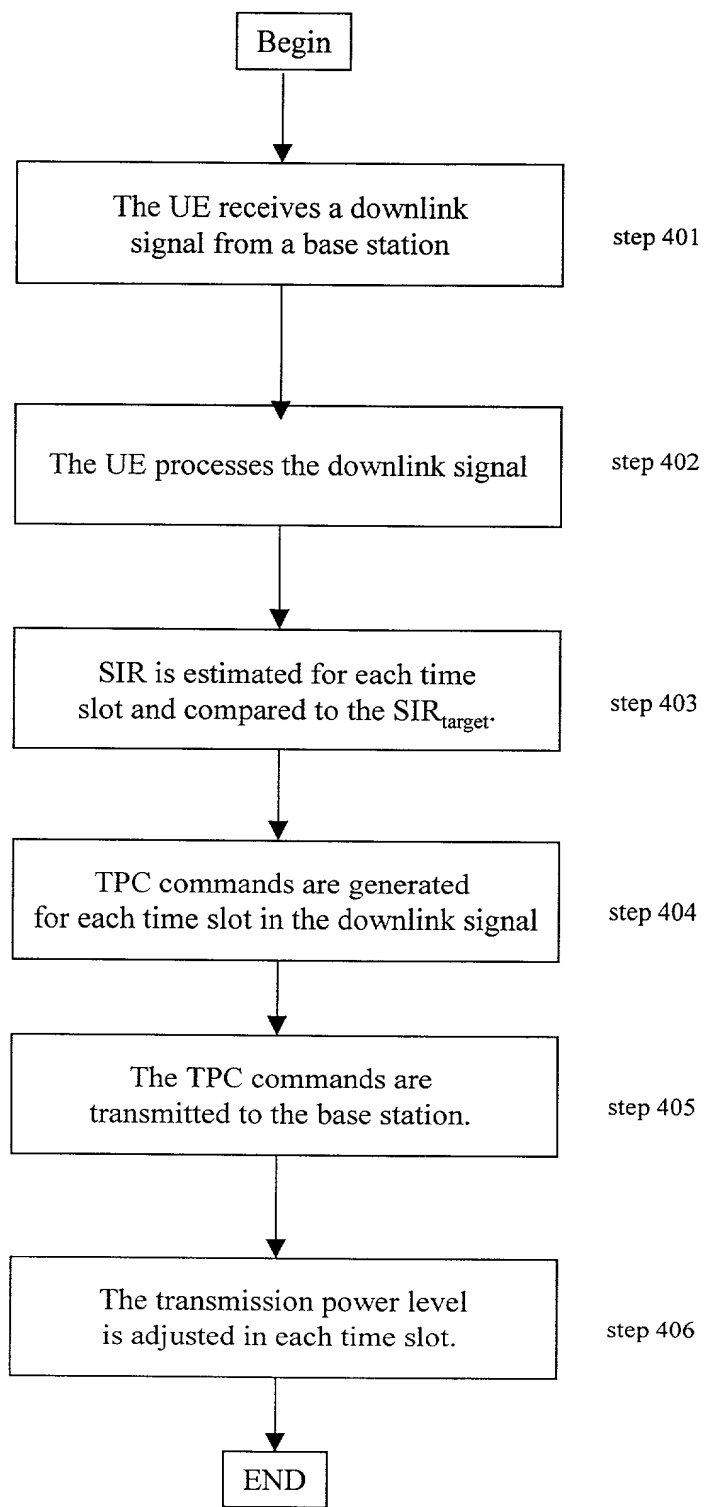 Begin
The UE receives a downlink
signal from a base station
step 401
The UE processes the downlink signal
step 402
SIR is estimated for each time
slot and compared to the SIRtarget.
step 403
TPC commands are generated
for each time slot in the downlink signal
step 404
The TPC commands are
transmitted to the base station.
step 405
The transmission power level
is adjusted in each time slot.
step 406
END